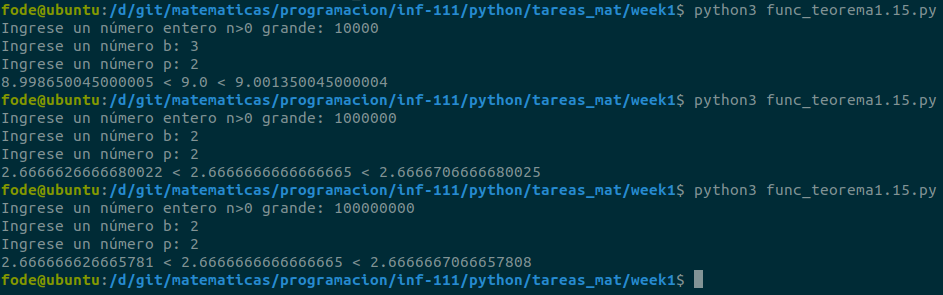 fode@ubuntu:/d/git/matematicas/programacion/inf-111/python/tareas_mat/week1$ python3 func_teorema1.15.py
Ingrese un número entero n>0 grande: 10000
Ingrese un número b: 3
Ingrese un número p: 2
8.998650045000005 < 9.0 < 9.001350045000004
fode@ubuntu:/d/git/matematicas/programacion/inf-111/python/tareas_mat/week1$ python3 func_teorema1.15.py
Ingrese un número entero n>0 grande: 1000000
Ingrese un número b: 2
Ingrese un número p: 2
2.6666626666680022 < 2.6666666666666665 < 2.6666706666680025
fode@ubuntu:/d/git/matematicas/programacion/inf-111/python/tareas_mat/week1$ python3 func_teorema1.15.py
Ingrese un número entero n>0 grande: 100000000
Ingrese un número b: 2
Ingrese un número p: 2
2.666666626665781 < 2.6666666666666665 < 2.6666667066657808
fode@ubuntu:/d/git/matematicas/programacion/inf-111/python/tareas_mat/week1$